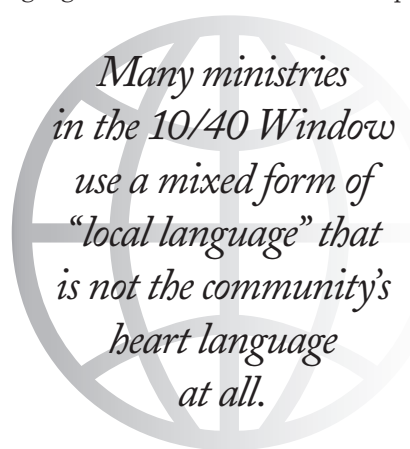 Many ministries
in the 10/40 Window
use a mixed form of
“local language” that
is not the community’s
heart language
at all.